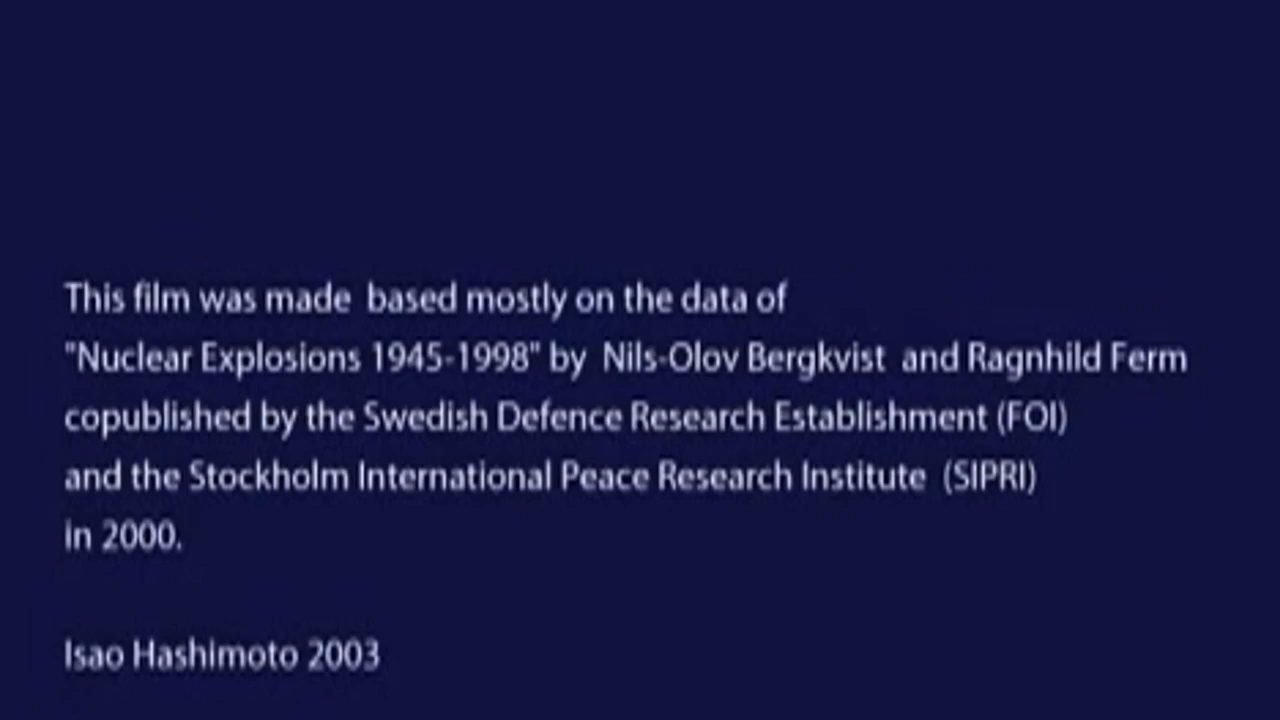 This film was made based mostly on the data of
"Nuclear Explosions 1945-1998" by Nils-Olov Bergkvist and Ragnhild Ferm
copublished by the Swedish Defence Research Establishment (FOI)
and the Stockholm International Peace Research Institute (SIPRI)
in 2000.
Isao Hashimoto 2003